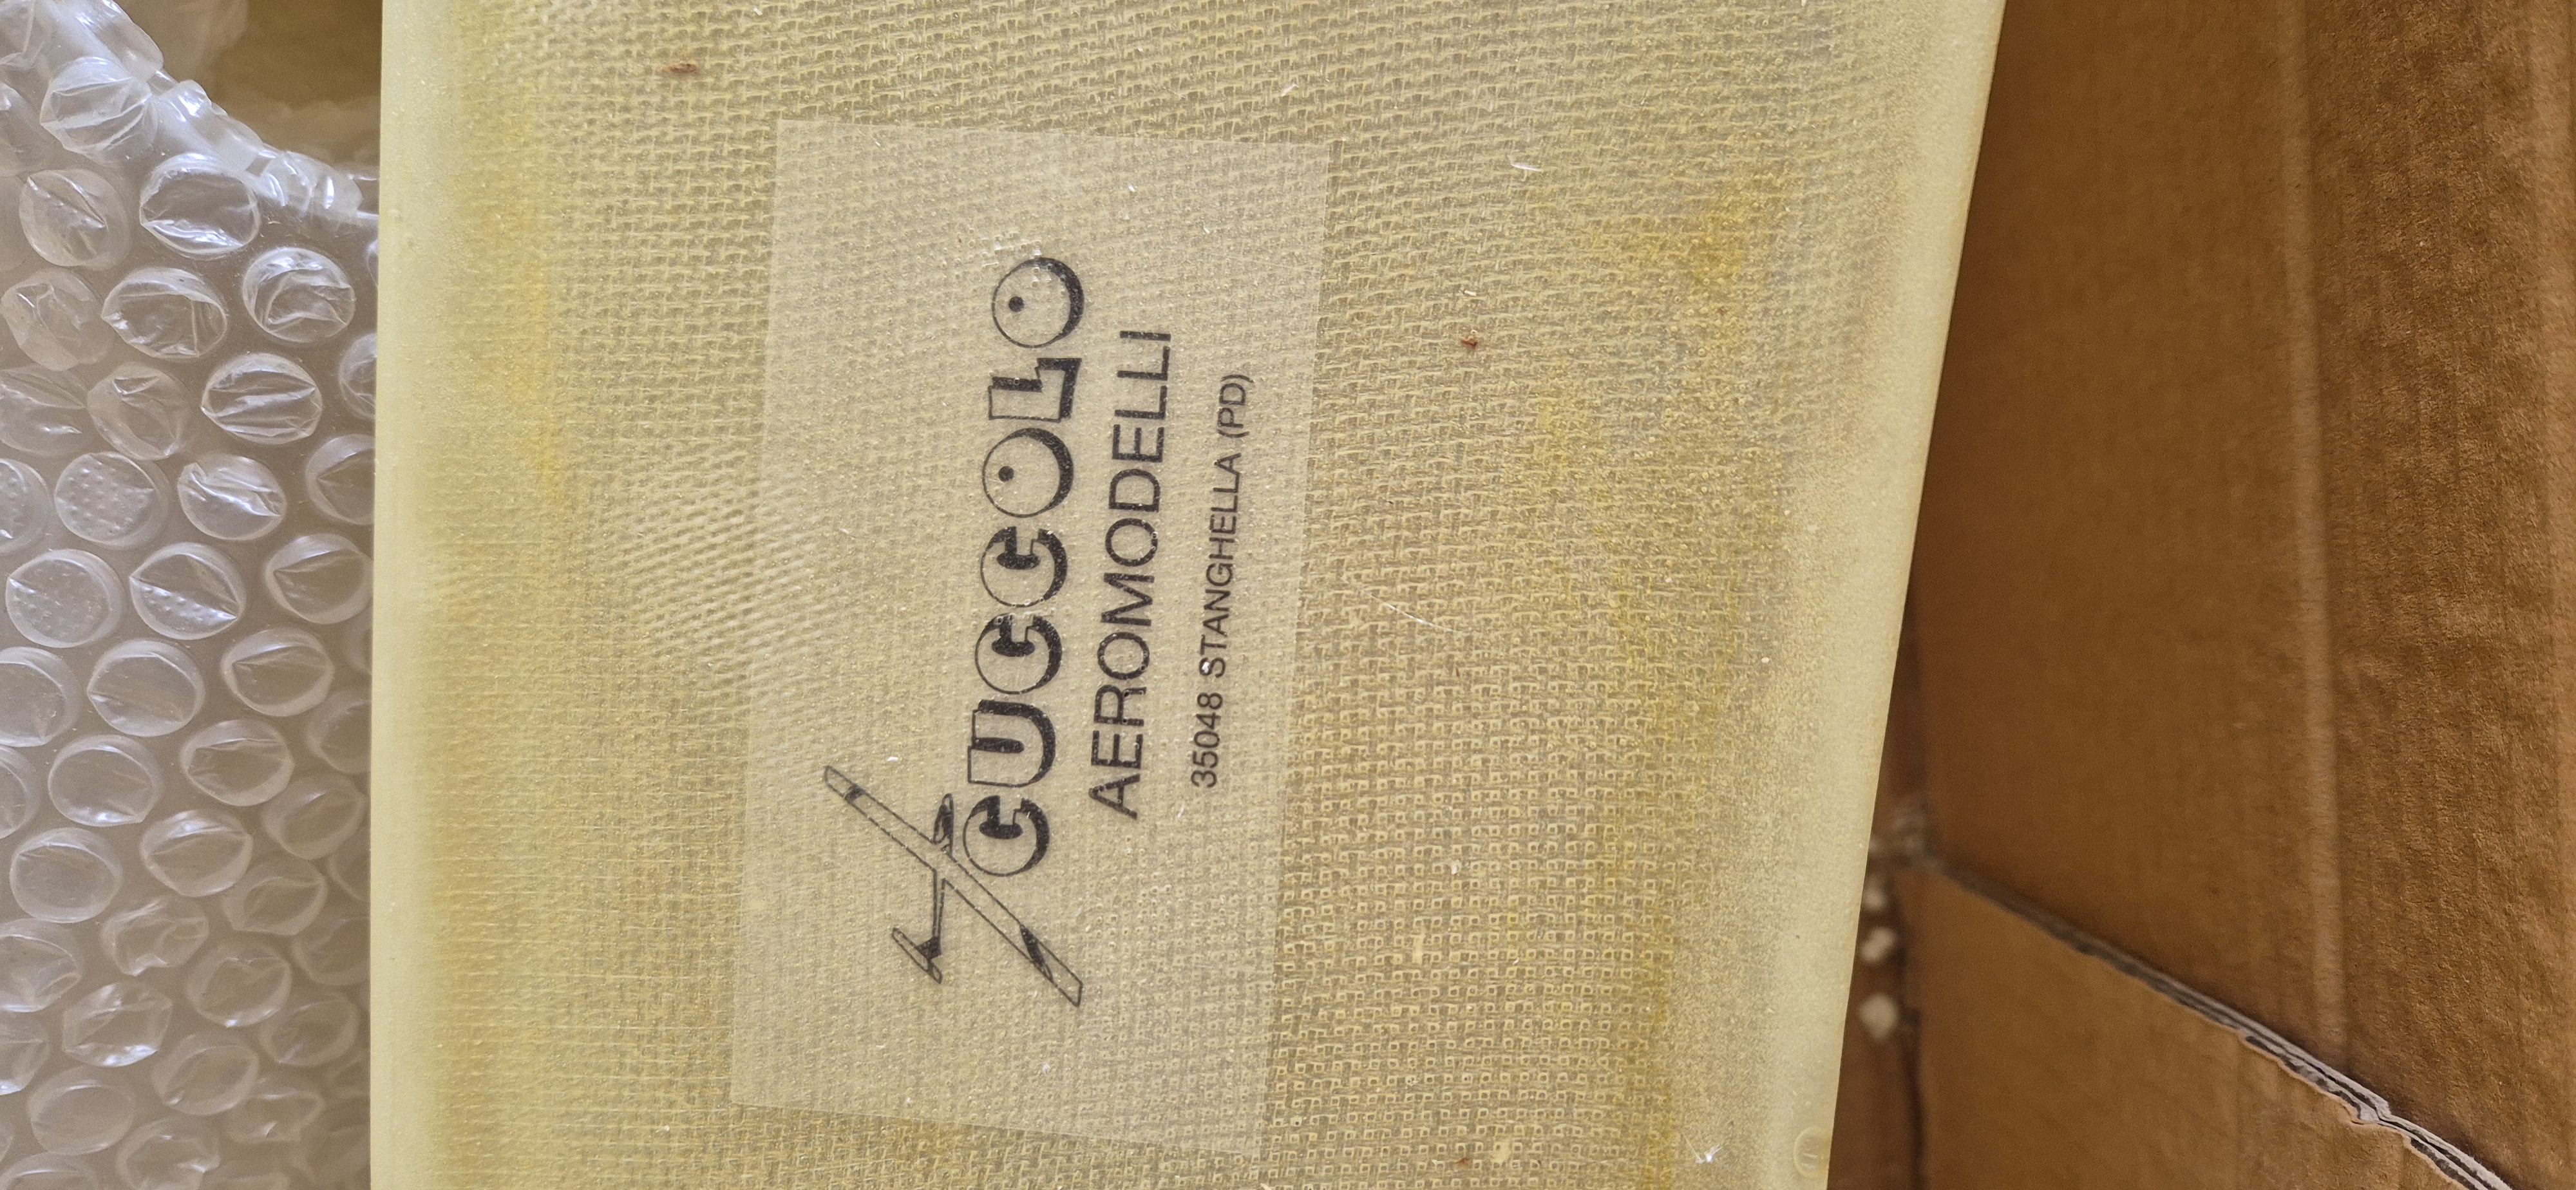 CUCCOLO
AEROMODELLI
35048 STANGHELLA (PD)